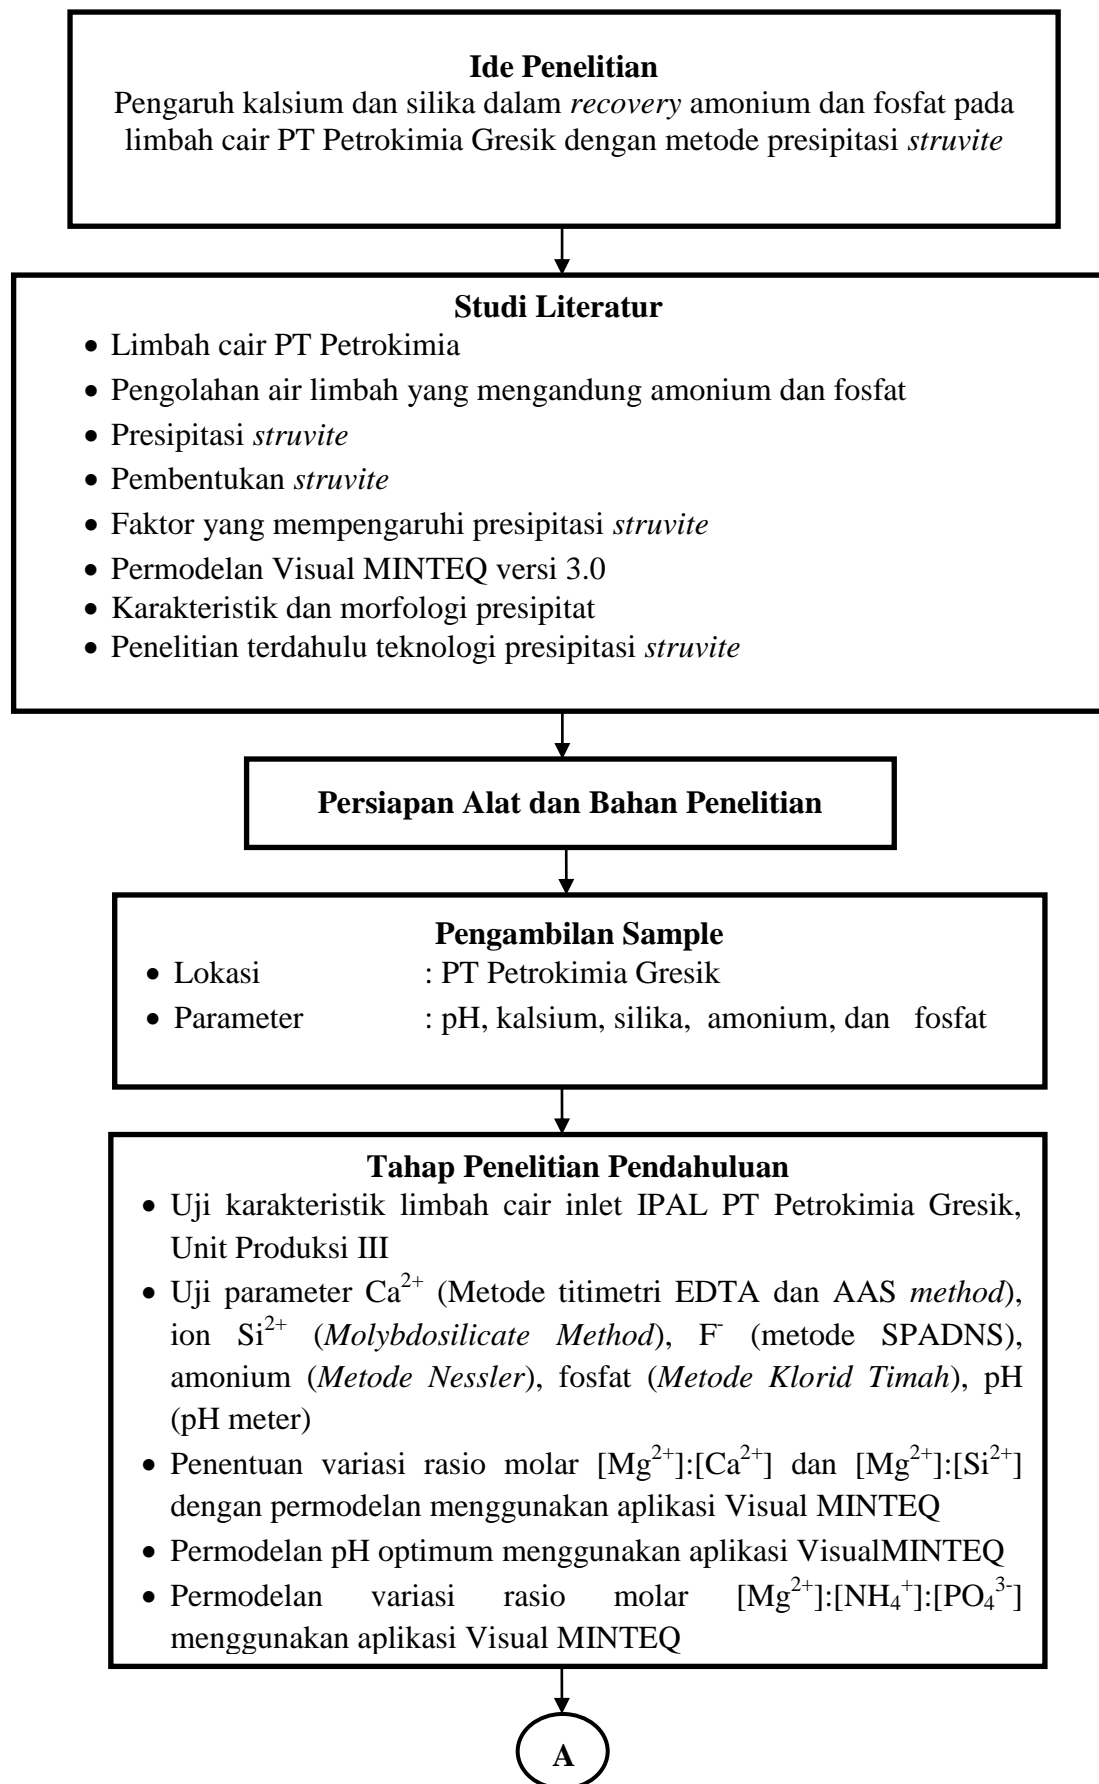 Ide Penelitian
Pengaruh kalsium dan silika dalam recovery amonium dan fosfat pada
limbah cair PT Petrokimia Gresik dengan metode presipitasi struvite
Studi Literatur
• Limbah cair PT Petrokimia
• Pengolahan air limbah yang mengandung amonium dan fosfat
• Presipitasi struvite
• Pembentukan struvite
• Faktor yang mempengaruhi presipitasi struvite
• Permodelan Visual MINTEQ versi 3.0
• Karakteristik dan morfologi presipitat
• Penelitian terdahulu teknologi presipitasi struvite
Persiapan Alat dan Bahan Penelitian
Pengambilan Sample
• Lokasi : PT Petrokimia Gresik
• Parameter : pH, kalsium, silika, amonium, dan fosfat
Tahap Penelitian Pendahuluan
• Uji karakteristik limbah cair inlet IPAL PT Petrokimia Gresik,
Unit Produksi III
• Uji parameter Ca²⁺ (Metode titimetri EDTA dan AAS method),
ion Si²⁺ (Molybdosilicate Method), F⁻ (metode SPADNS),
amonium (Metode Nessler), fosfat (Metode Klorid Timah), pH
(pH meter)
• Penentuan variasi rasio molar [Mg²⁺]:[Ca²⁺] dan [Mg²⁺]:[Si²⁺]
dengan permodelan menggunakan aplikasi Visual MINTEQ
• Permodelan pH optimum menggunakan aplikasi VisualMINTEQ
• Permodelan variasi rasio molar [Mg²⁺]:[NH₄⁺]:[PO₄³⁻]
menggunakan aplikasi Visual MINTEQ
A